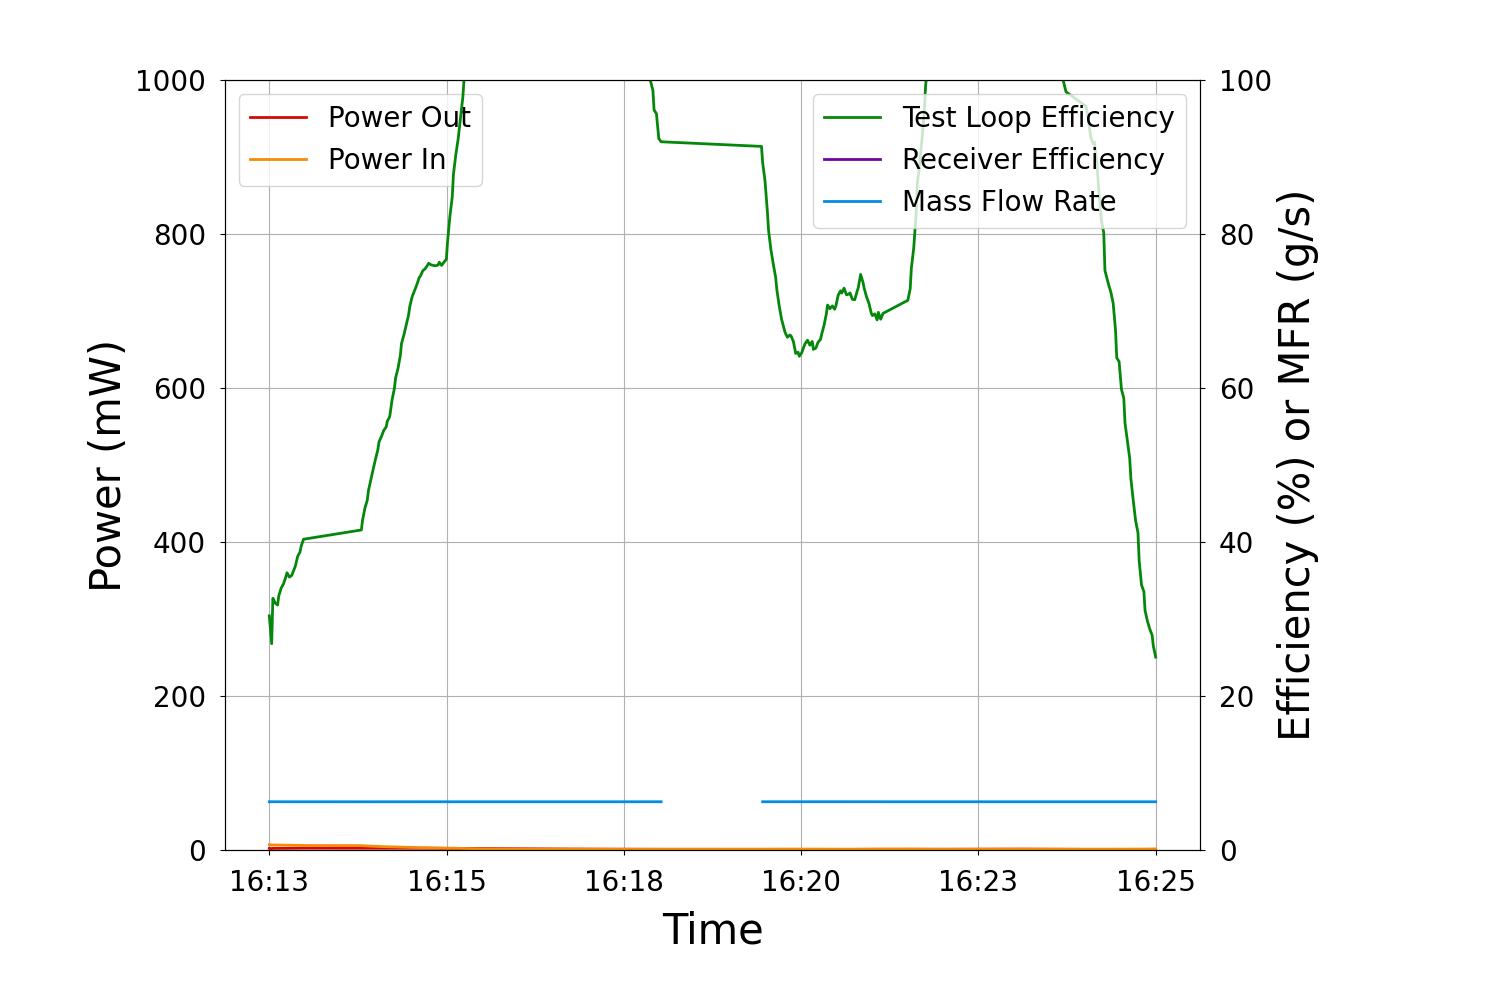 1000
800
600
400
200
0
Power (mW)
Power Out
Power In
Test Loop Efficiency
Receiver Efficiency
Mass Flow Rate
100
80
60
40
20
0
Efficiency (%) or MFR (g/s)
16:13
16:15
16:18
16:20
16:23
16:25
Time